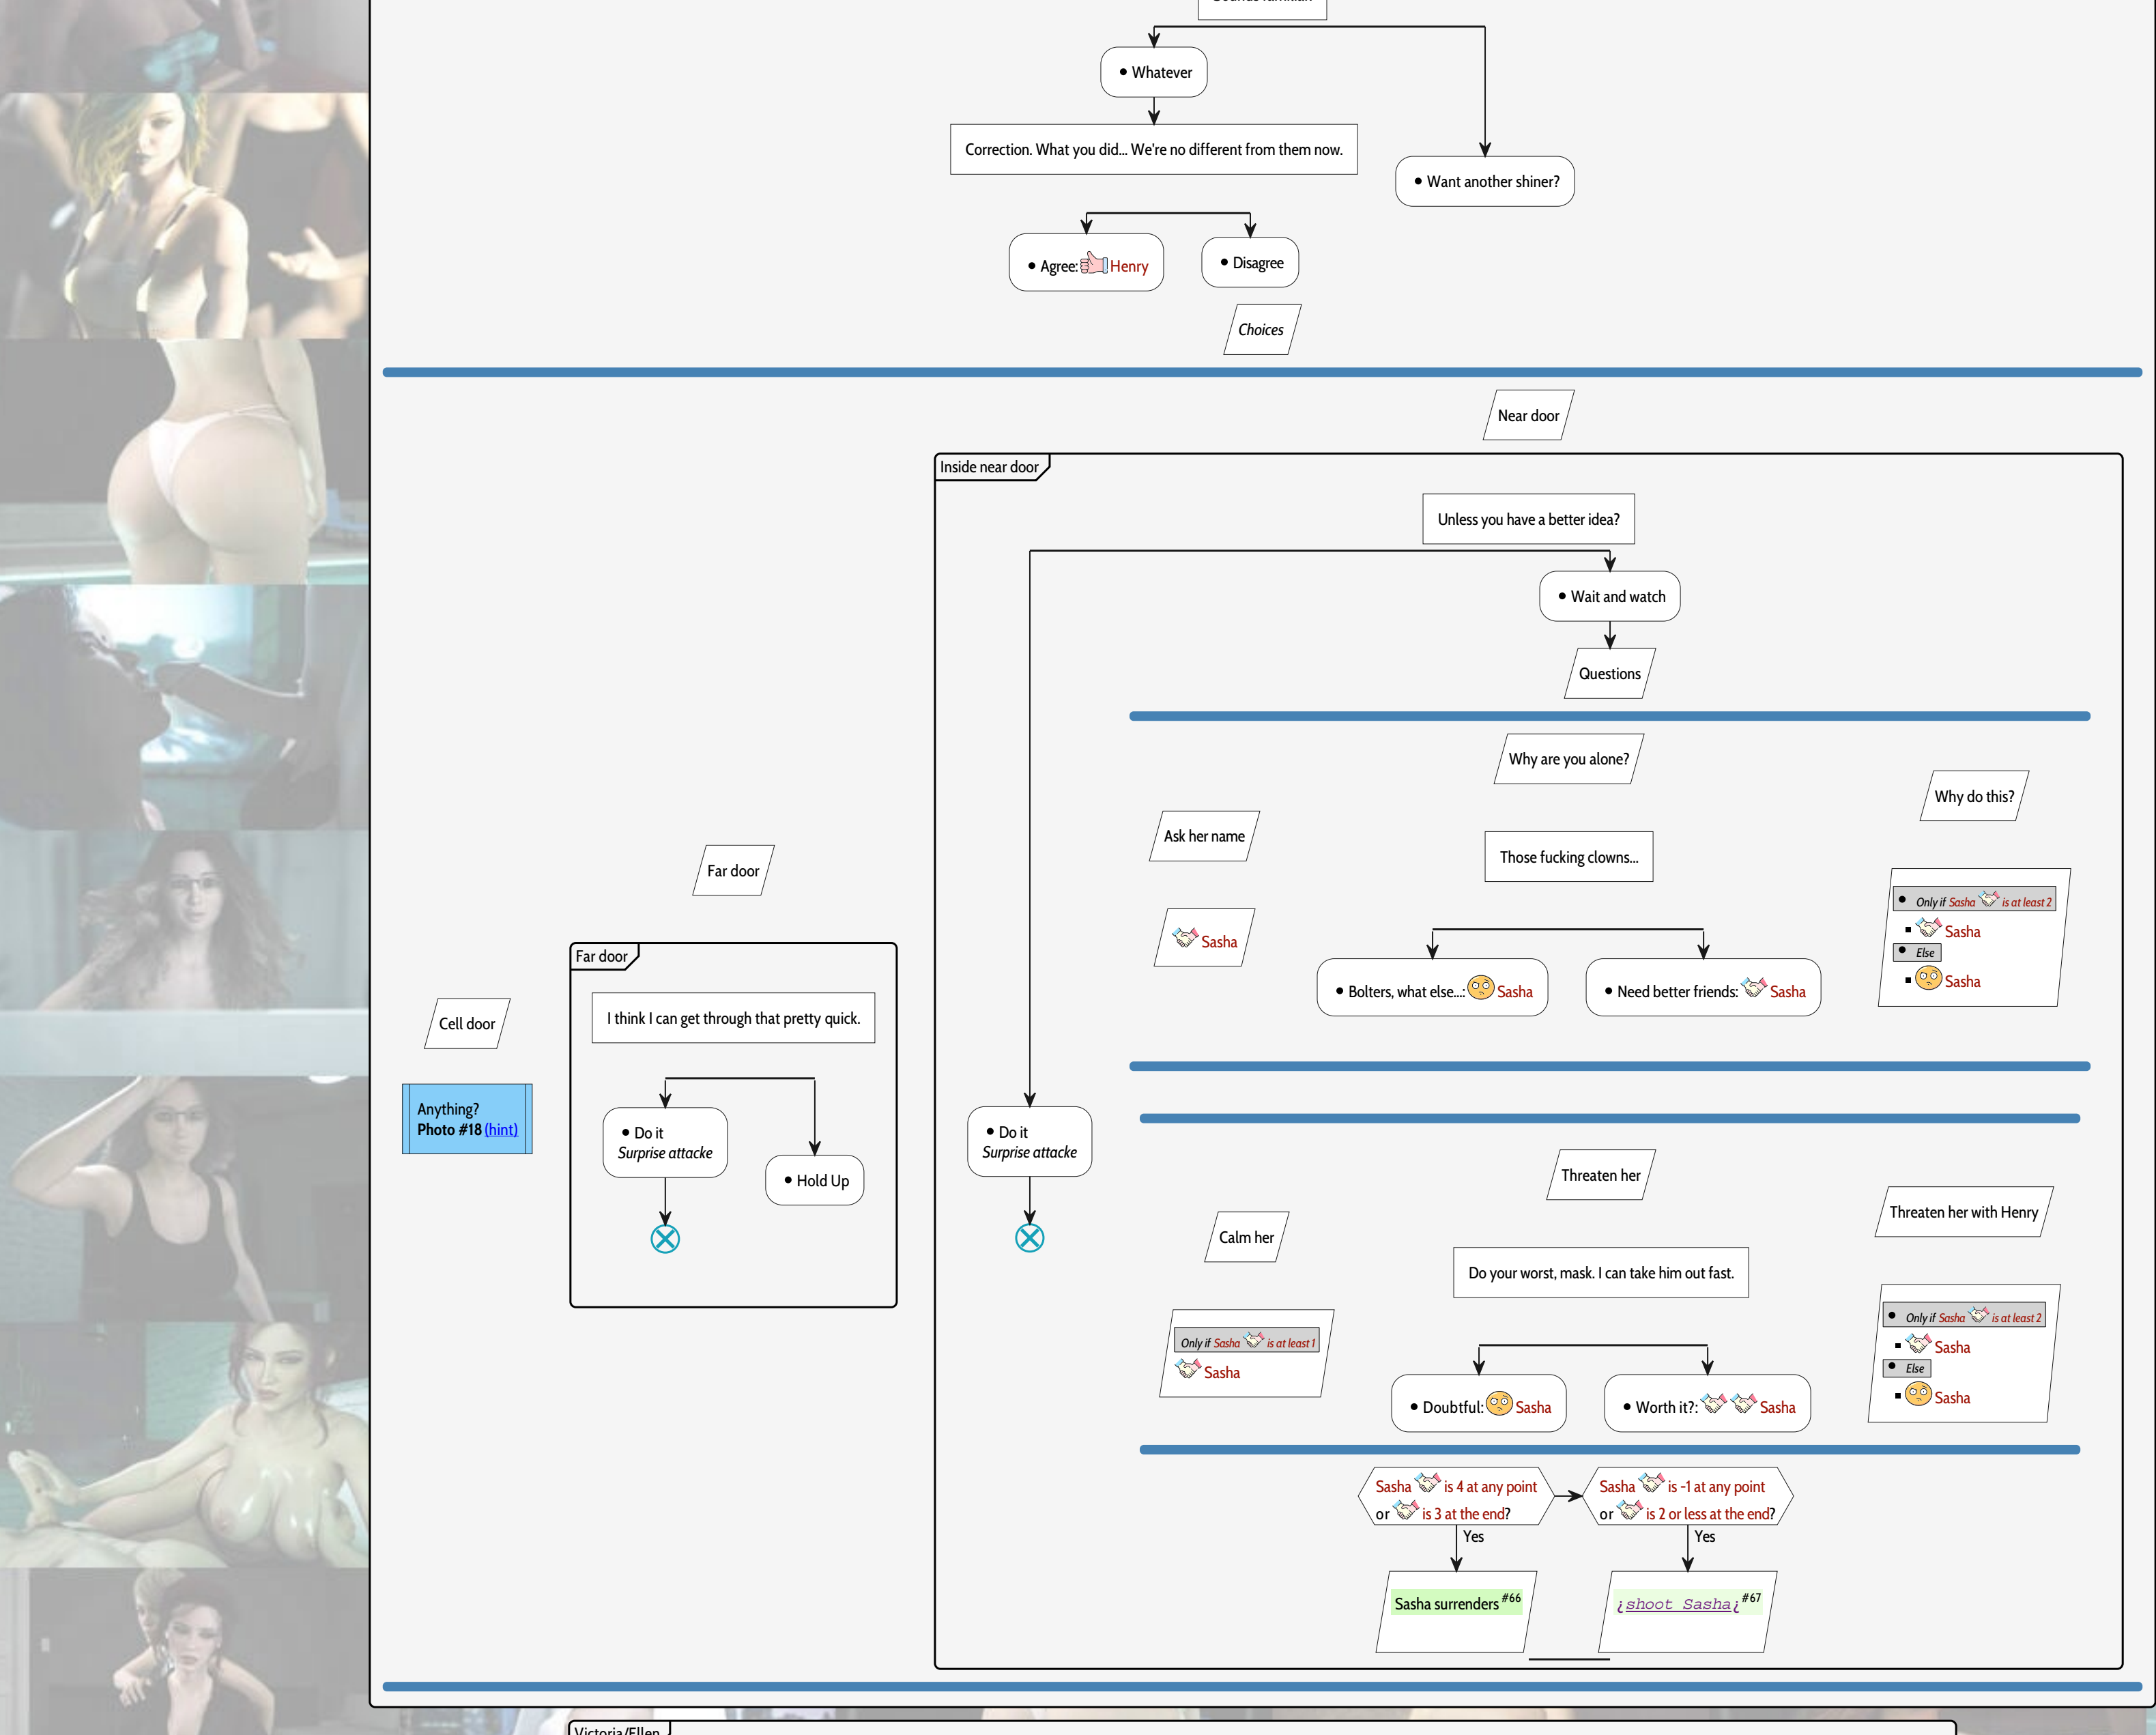 • Whatever
Correction. What you did... We're no different from them now.
• Want another shiner?
• Agree: Henry
• Disagree
Choices
Near door
Inside near door
Unless you have a better idea?
• Wait and watch
Questions
Why are you alone?
Why do this?
Ask her name
Those fucking clowns...
Far door
• Only if Sasha is at least 2
▪ Sasha
• Else
▪ Sasha
Sasha
Far door
• Bolters, what else...: Sasha
• Need better friends: Sasha
Cell door
I think I can get through that pretty quick.
Anything?
Photo #18 (hint)
• Do it
Surprise attacke
• Hold Up
• Do it
Surprise attacke
Threaten her
Threaten her with Henry
Calm her
Do your worst, mask. I can take him out fast.
Only if Sasha is at least 1
Sasha
• Only if Sasha is at least 2
▪ Sasha
• Else
▪ Sasha
• Doubtful: Sasha
• Worth it?: Sasha
Sasha is 4 at any point
or is 3 at the end?
Sasha is -1 at any point
or is 2 or less at the end?
Yes
Yes
Sasha surrenders #66
¿shoot Sasha¿ #67
Victoria/Ellen